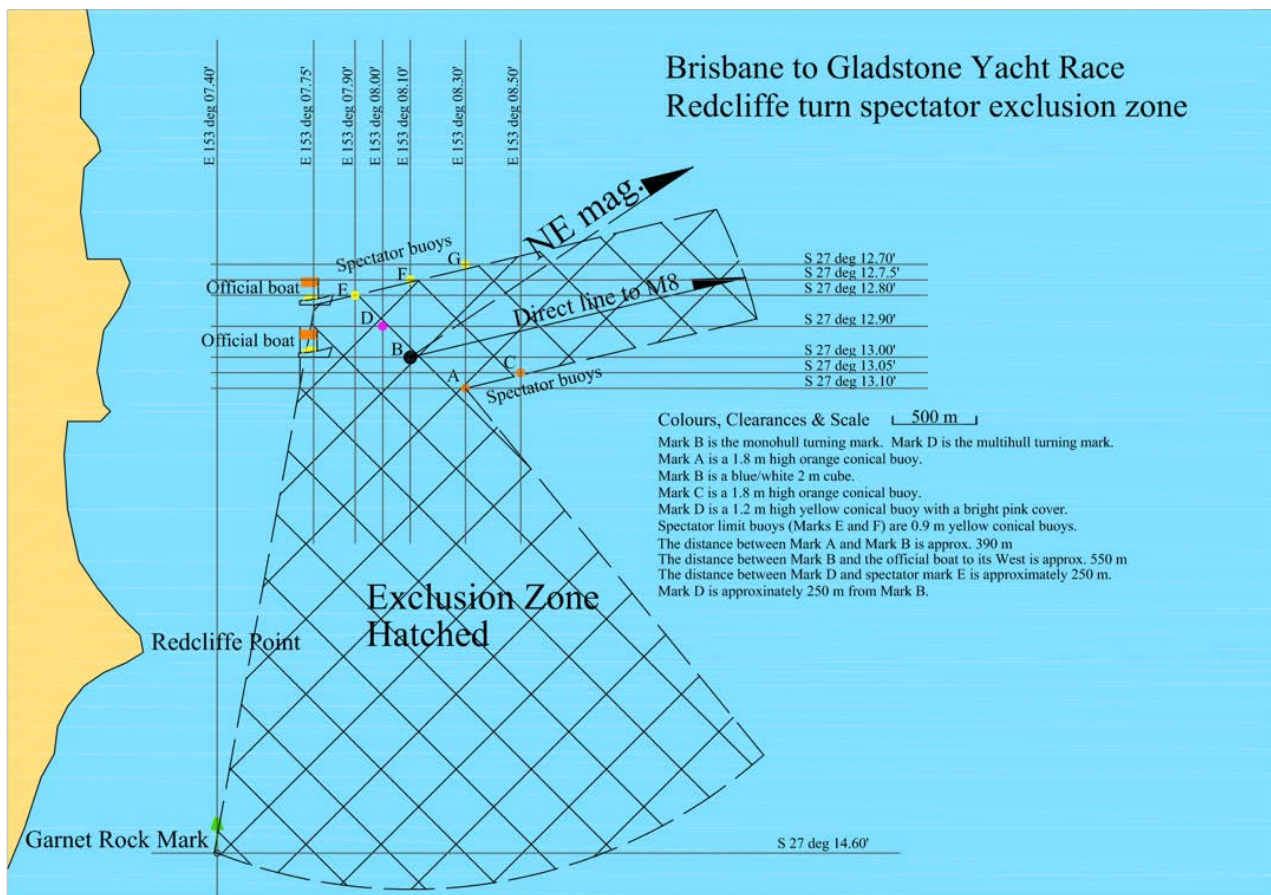 Brisbane to Gladstone Yacht Race
Redcliffe turn spectator exclusion zone
E 153 deg 07.40'
E 153 deg 07.75'
E 153 deg 07.90'
E 153 deg 08.00'
E 153 deg 08.10'
E 153 deg 08.30'
E 153 deg 08.50'
NE mag.
Spectator buoys
G
F
E
Official boat
D
Direct line to M8
Official boat
B
C
A
Spectator buoys
S 27 deg 12.70'
S 27 deg 12.7.5'
S 27 deg 12.80'
S 27 deg 12.90'
S 27 deg 13.00'
S 27 deg 13.05'
S 27 deg 13.10'
Colours, Clearances & Scale 500 m
Mark B is the monohull turning mark. Mark D is the multihull turning mark.
Mark A is a 1.8 m high orange conical buoy.
Mark B is a blue/white 2 m cube.
Mark C is a 1.8 m high orange conical buoy.
Mark D is a 1.2 m high yellow conical buoy with a bright pink cover.
Spectator limit buoys (Marks E and F) are 0.9 m yellow conical buoys.
The distance between Mark A and Mark B is approx. 390 m
The distance between Mark B and the official boat to its West is approx. 550 m
The distance between Mark D and spectator mark E is approximately 250 m.
Mark D is approxinately 250 m from Mark B.
Exclusion Zone
Hatched
Redcliffe Point
Garnet Rock Mark
S 27 deg 14.60'